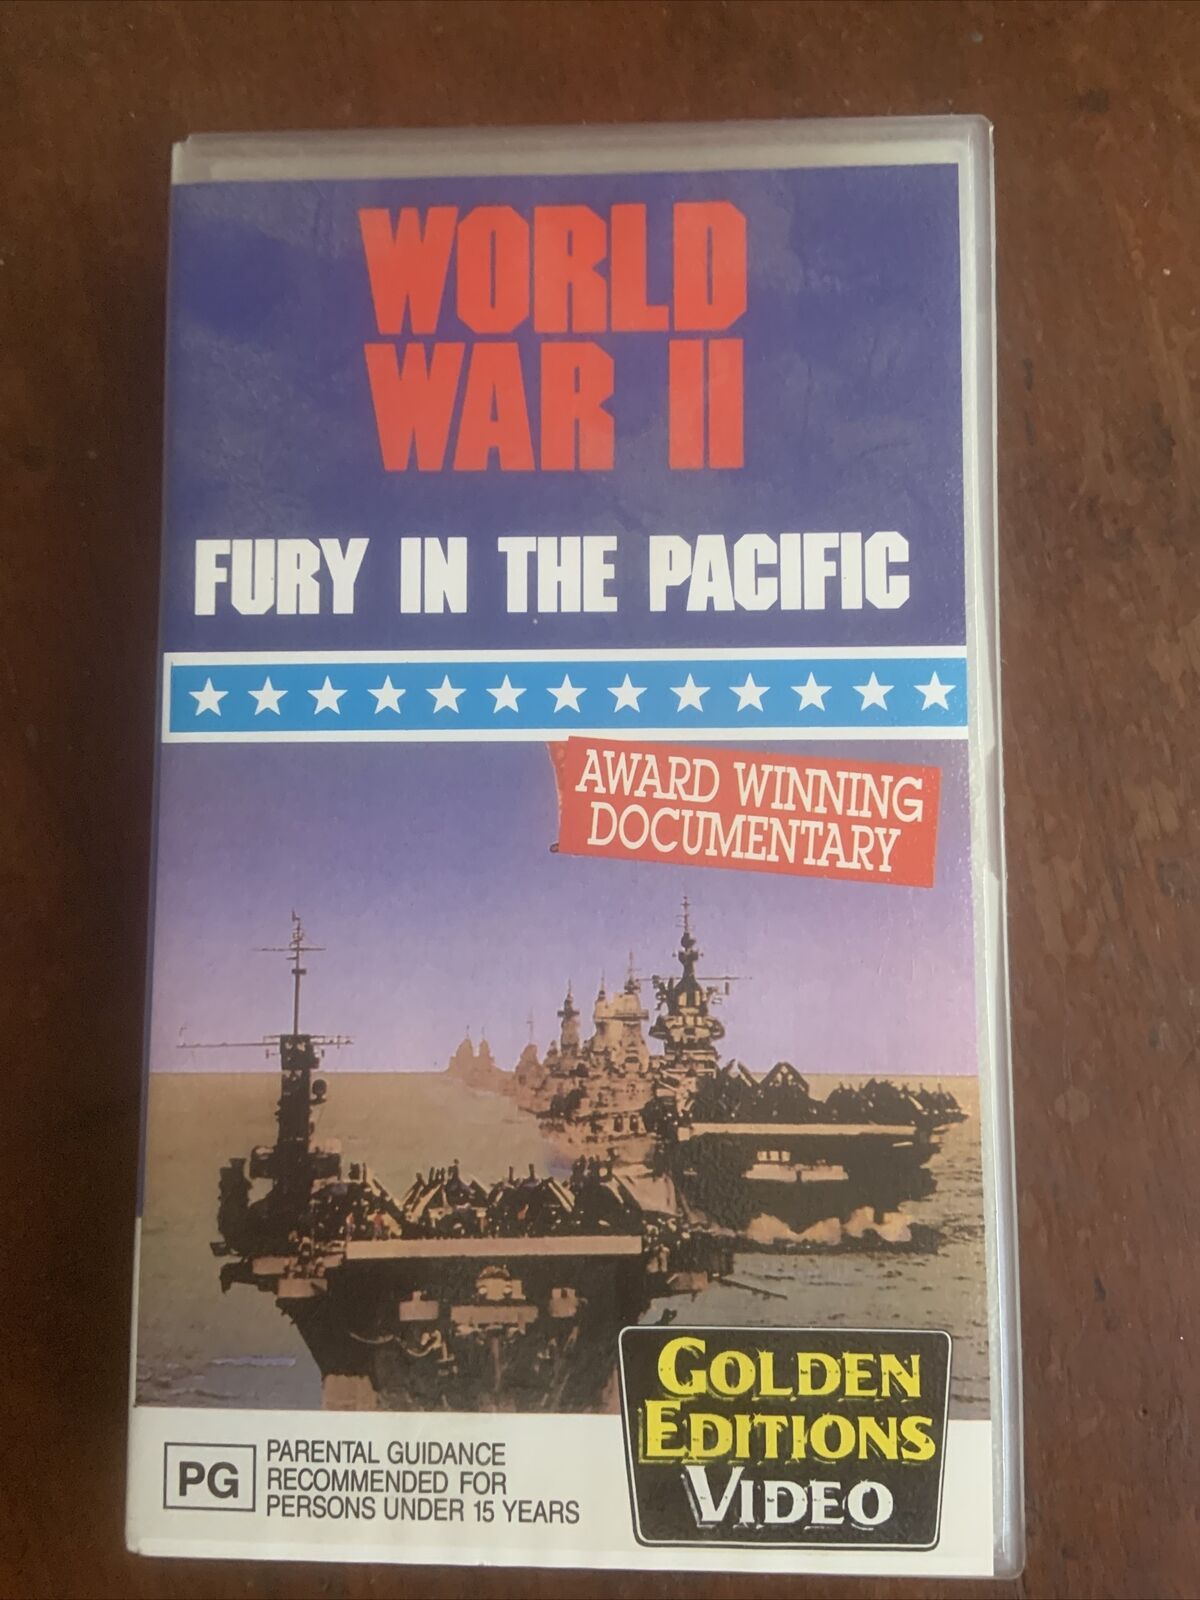 WORLD
WAR II
FURY IN THE PACIFIC
AWARD WINNING
DOCUMENTARY
GOLDEN
EDITIONS
VIDEO
PG
PARENTAL GUIDANCE
RECOMMENDED FOR
PERSONS UNDER 15 YEARS